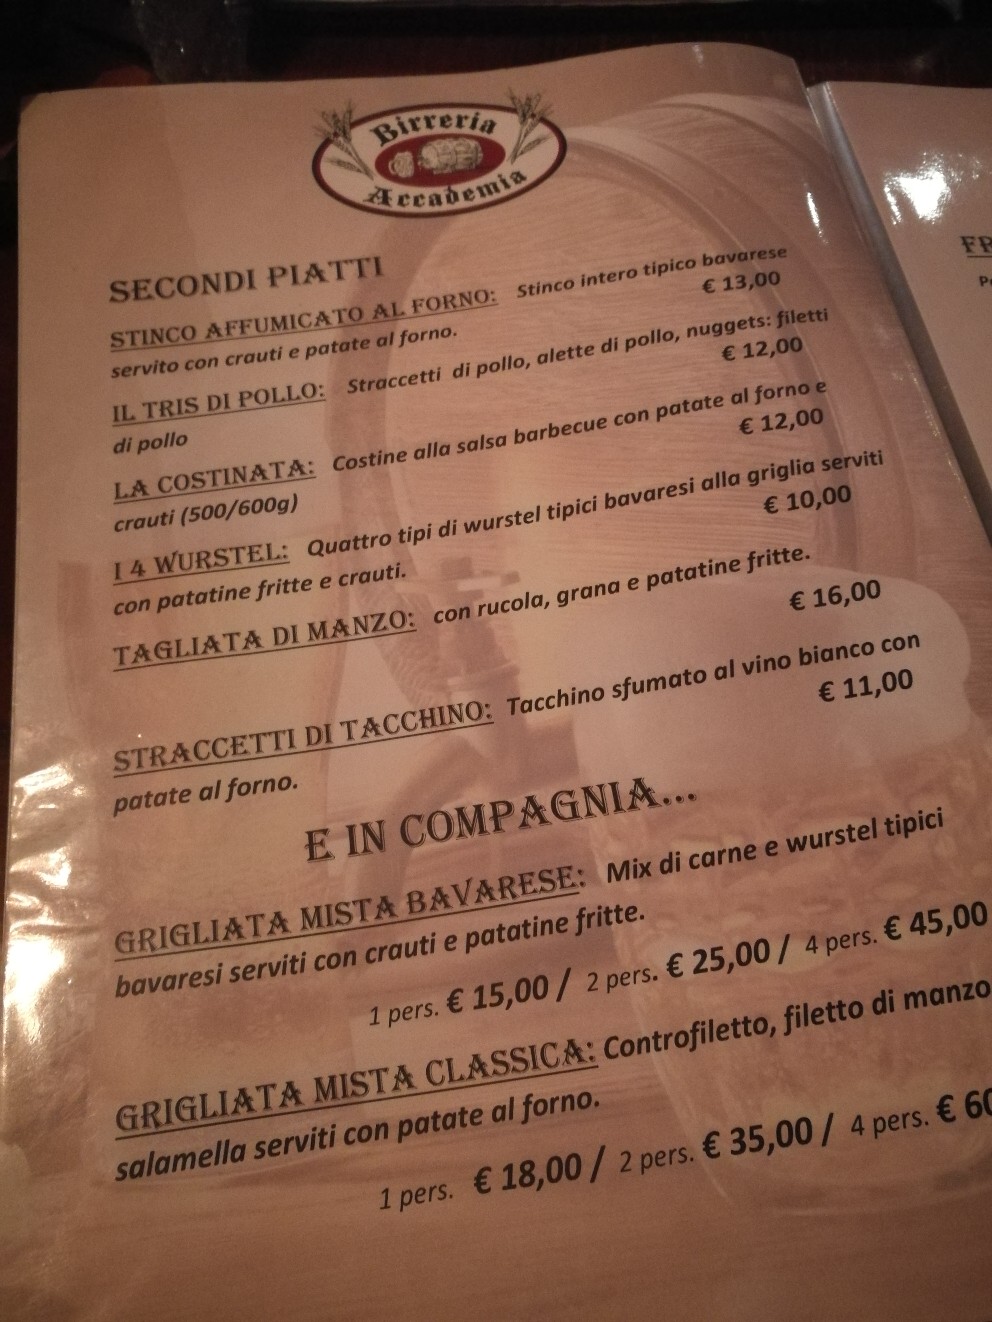 Birreria
Accademia
SECONDI PIATTI
STINCO AFFUMICATO AL FORNO: Stinco intero tipico bavarese
servito con crauti e patate al forno. € 13,00
IL TRIS DI POLLO: Straccetti di pollo, alette di pollo, nuggets: filetti
di pollo € 12,00
LA COSTINATA: Costine alla salsa barbecue con patate al forno e
crauti (500/600g) € 12,00
I 4 WURSTEL: Quattro tipi di wurstel tipici bavaresi alla griglia serviti
con patatine fritte e crauti. € 10,00
TAGLIATA DI MANZO: con rucola, grana e patatine fritte.
€ 16,00
STRACCETTI DI TACCHINO: Tacchino sfumato al vino bianco con
patate al forno. € 11,00
E IN COMPAGNIA...
GRIGLIATA MISTA BAVARESE: Mix di carne e wurstel tipici
bavaresi serviti con crauti e patatine fritte.
1 pers. € 15,00 / 2 pers. € 25,00 / 4 pers. € 45,00
GRIGLIATA MISTA CLASSICA: Controfiletto, filetto di manzo
salamella serviti con patate al forno.
1 pers. € 18,00 / 2 pers. € 35,00 / 4 pers. € 60
FR